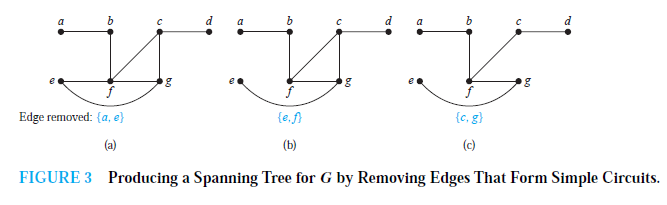 a b c d a b c d a b c d
e f g e f g e f g
Edge removed: {a, e} {e, f} {c, g}
(a) (b) (c)
FIGURE 3 Producing a Spanning Tree for G by Removing Edges That Form Simple Circuits.